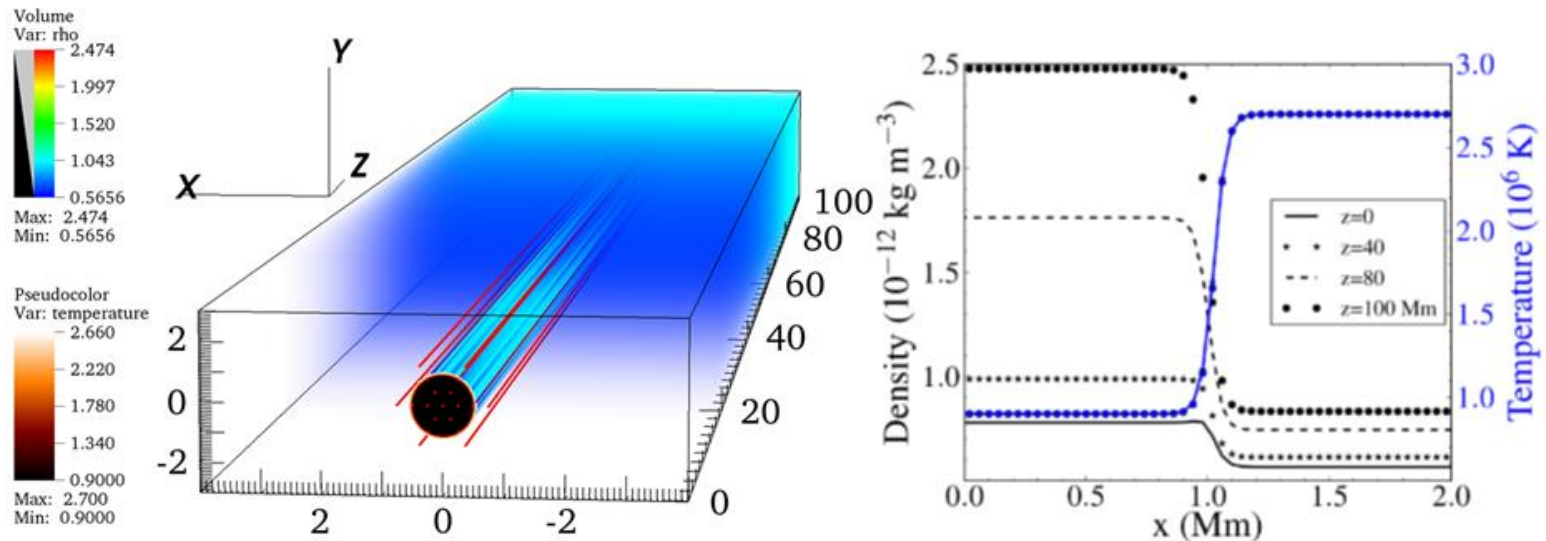 Volume
Var: rho
2.474
1.997
1.520
1.043
0.5656
Max: 2.474
Min: 0.5656
Pseudocolor
Var: temperature
2.660
2.220
1.780
1.340
0.9000
Max: 2.700
Min: 0.9000
Y
Z
X
2
0
-2
2
0
-2
100
80
60
40
20
0
Density (10⁻¹² kg m⁻³)
2.5
2.0
1.5
1.0
0.0
0.5
1.0
1.5
2.0
x (Mm)
z=0
z=40
z=80
z=100 Mm
3.0
2.5
2.0
1.5
1.0
Temperature (10⁶ K)